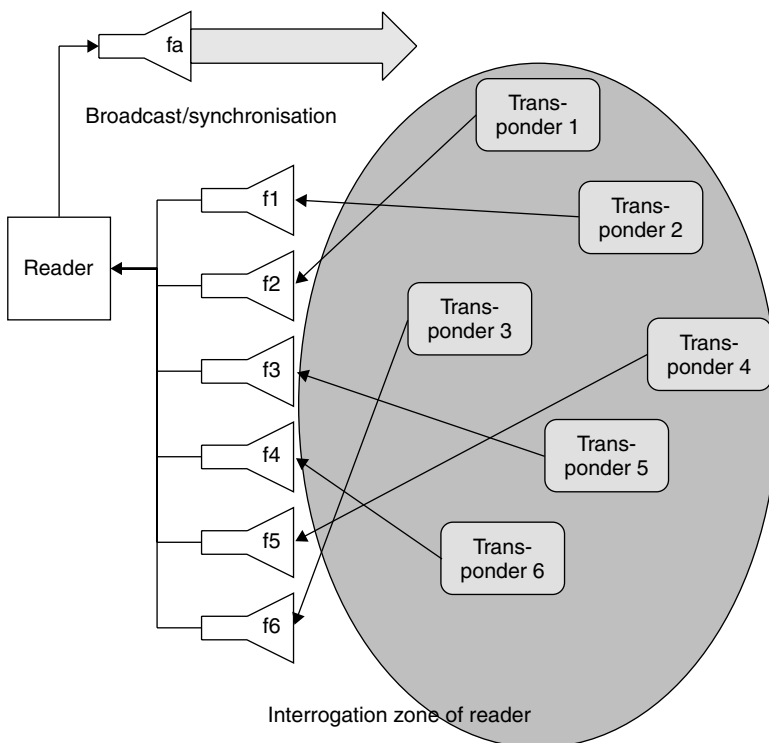 fa
Broadcast/synchronisation
Trans-
ponder 1
f1
Trans-
ponder 2
Reader
f2
Trans-
ponder 3
f3
Trans-
ponder 4
f4
Trans-
ponder 5
f5
Trans-
ponder 6
f6
Interrogation zone of reader